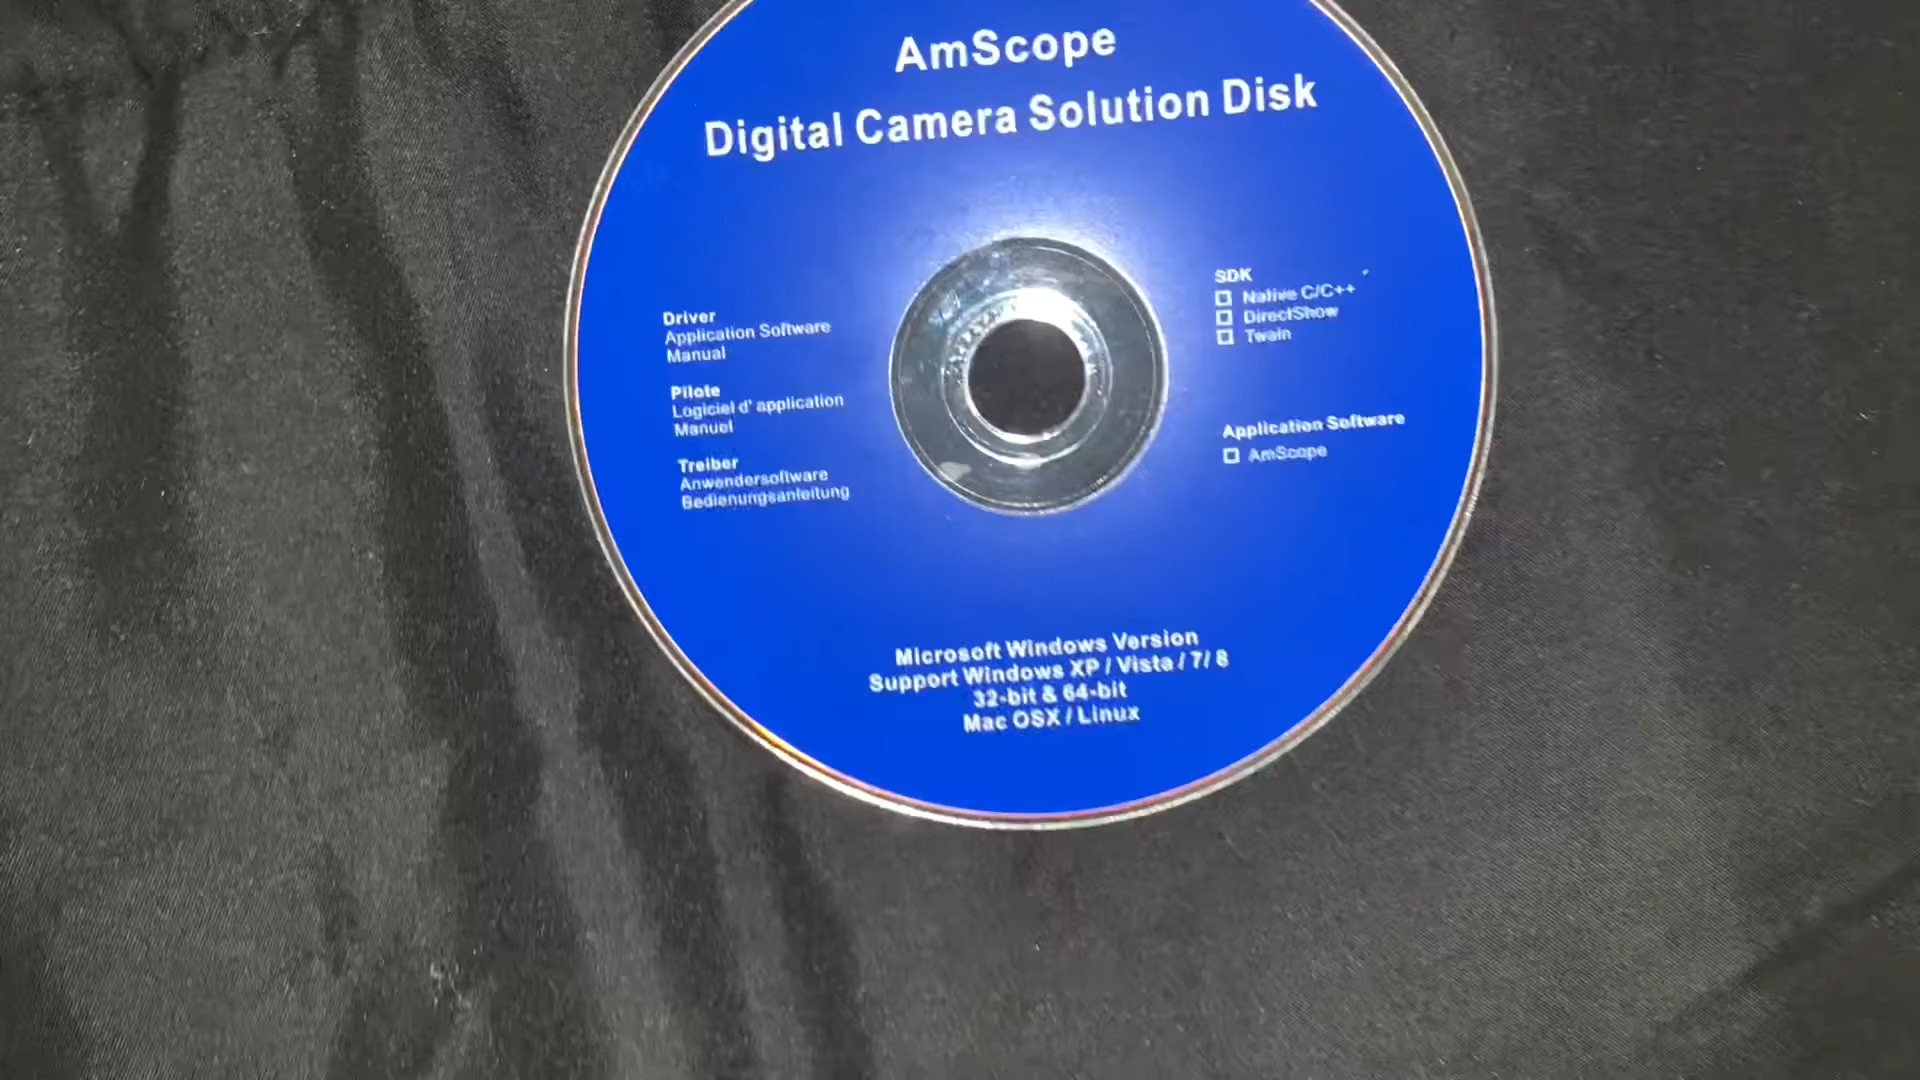 AmScope
Digital Camera Solution Disk
Driver
Application Software
Manual
Pilote
Logiciel d' application
Manuel
Treiber
Anwendersoftware
Bedienungsanleitung
SDK
Native C/C++
DirectShow
Twain
Application Software
AmScope
Microsoft Windows Version
Support Windows XP / Vista / 7/ 8
32-bit & 64-bit
Mac OSX / Linux